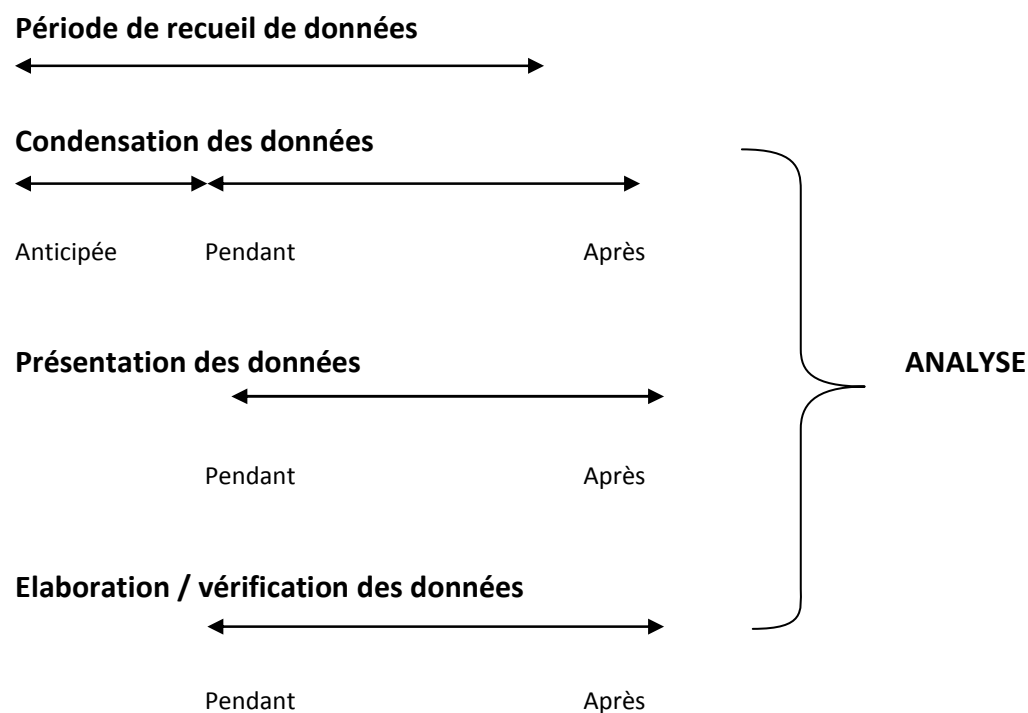 Période de recueil de données
Condensation des données
Anticipée Pendant Après
Présentation des données
ANALYSE
Pendant Après
Elaboration / vérification des données
Pendant Après